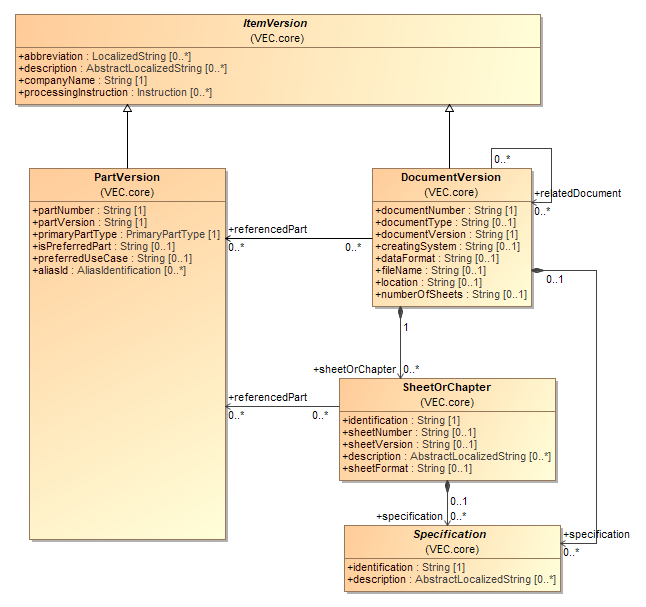 ItemVersion
(VEC.core)
+abbreviation : LocalizedString [0..*]
+description : AbstractLocalizedString [0..*]
+companyName : String [1]
+processingInstruction : Instruction [0..*]
PartVersion
(VEC.core)
+partNumber : String [1]
+partVersion : String [1]
+primaryPartType : PrimaryPartType [1]
+isPreferredPart : String [0..1]
+preferredUseCase : String [0..1]
+aliasId : AliasIdentification [0..*]
DocumentVersion
(VEC.core)
+documentNumber : String [1]
+documentType : String [0..1]
+documentVersion : String [1]
+creatingSystem : String [0..1]
+dataFormat : String [0..1]
+fileName : String [0..1]
+location : String [0..1]
+numberOfSheets : String [0..1]
0..*
+relatedDocument
0..*
+referencedPart
0..*
0..*
0..1
1
+sheetOrChapter
0..*
SheetOrChapter
(VEC.core)
+identification : String [1]
+sheetNumber : String [0..1]
+sheetVersion : String [0..1]
+description : AbstractLocalizedString [0..*]
+sheetFormat : String [0..1]
+referencedPart
0..*
0..*
0..1
+specification
0..*
+specification
0..*
Specification
(VEC.core)
+identification : String [1]
+description : AbstractLocalizedString [0..*]